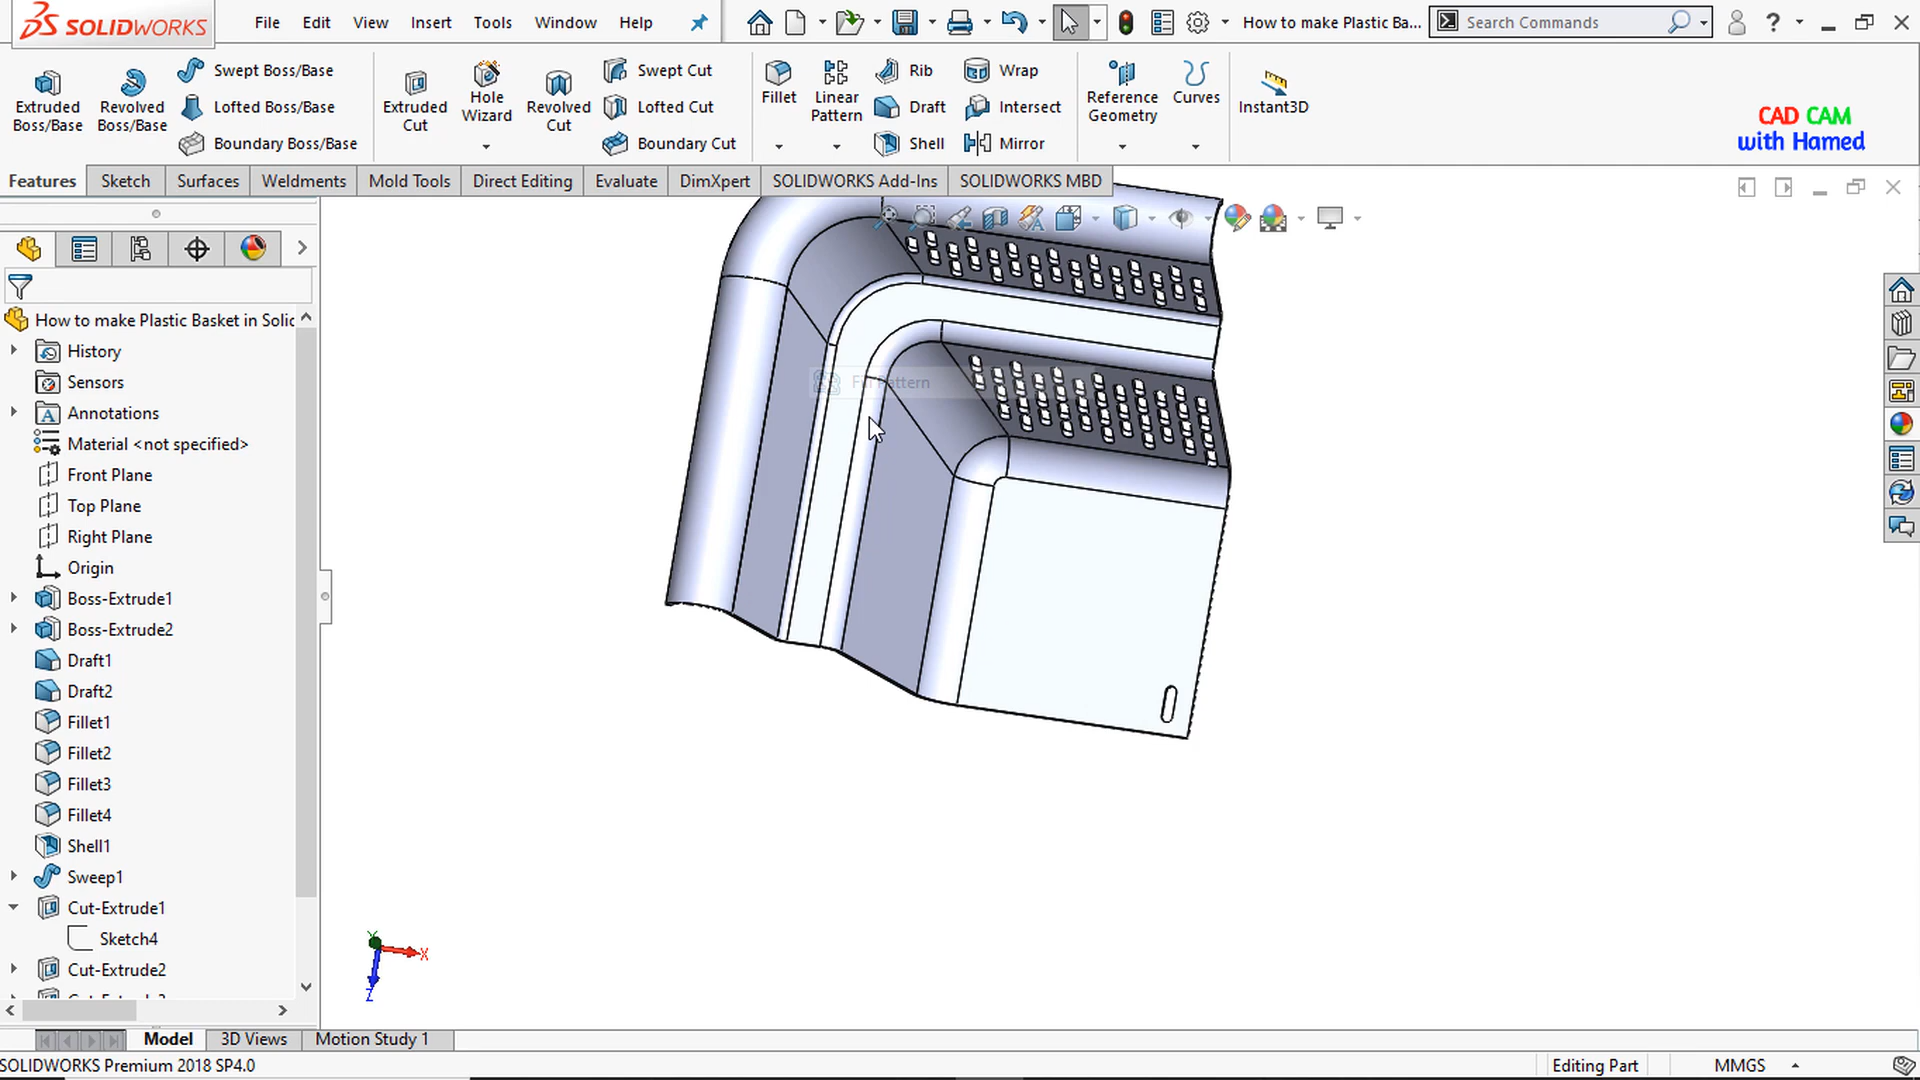 SOLIDWORKS
File Edit View Insert Tools Window Help
How to make Plastic Ba...
Search Commands
Extruded Boss/Base
Revolved Boss/Base
Swept Boss/Base
Lofted Boss/Base
Boundary Boss/Base
Extruded Cut
Hole Wizard
Revolved Cut
Swept Cut
Lofted Cut
Boundary Cut
Fillet
Linear Pattern
Rib
Draft
Shell
Wrap
Intersect
Mirror
Reference Geometry
Curves
Instant3D
CAD CAM
with Hamed
Features Sketch Surfaces Weldments Mold Tools Direct Editing Evaluate DimXpert SOLIDWORKS Add-Ins SOLIDWORKS MBD
How to make Plastic Basket in Solic
History
Sensors
Annotations
Material <not specified>
Front Plane
Top Plane
Right Plane
Origin
Boss-Extrude1
Boss-Extrude2
Draft1
Draft2
Fillet1
Fillet2
Fillet3
Fillet4
Shell1
Sweep1
Cut-Extrude1
Sketch4
Cut-Extrude2
Fill Pattern
Y
X
Z
Model 3D Views Motion Study 1
SOLIDWORKS Premium 2018 SP4.0
Editing Part
MMGS